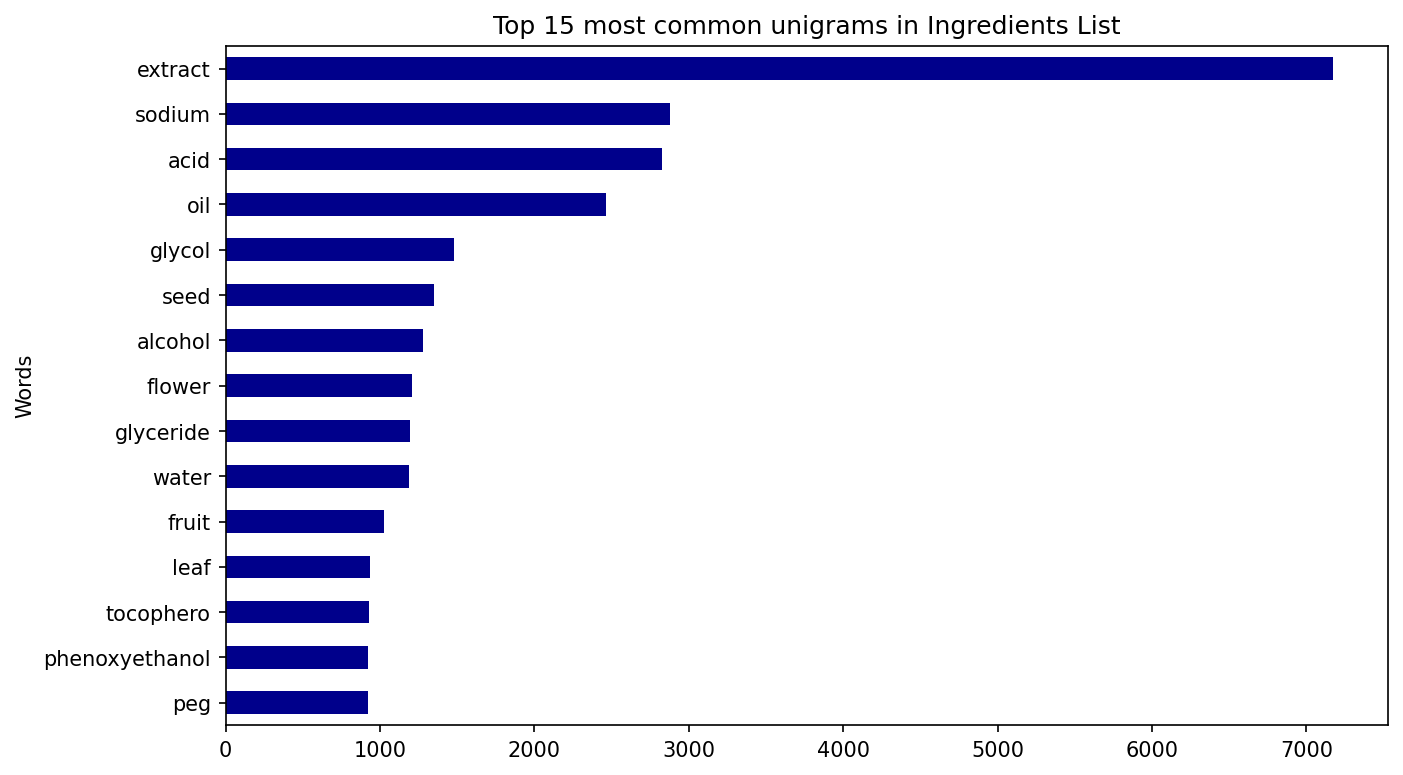 Top 15 most common unigrams in Ingredients List
Words
extract
sodium
acid
oil
glycol
seed
alcohol
flower
glyceride
water
fruit
leaf
tocophero
phenoxyethanol
peg
0 1000 2000 3000 4000 5000 6000 7000